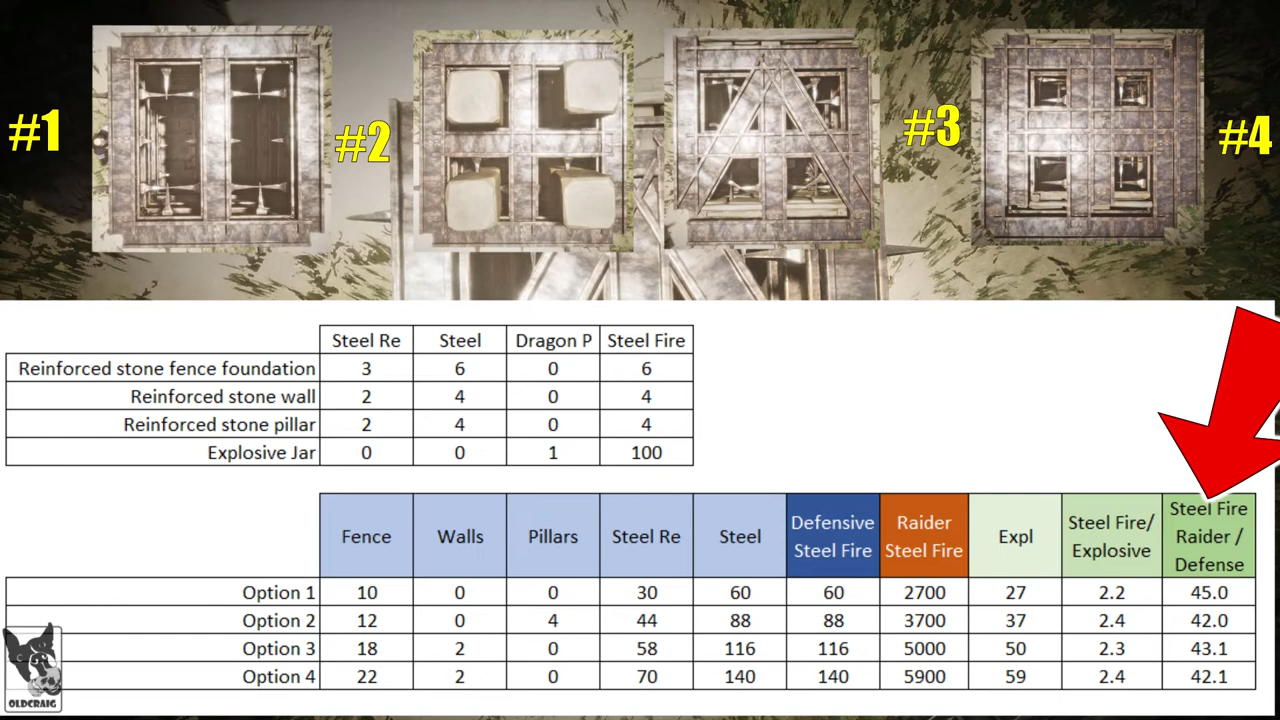 #1
#2
#3
#4
Steel Re Steel Dragon P Steel Fire
Reinforced stone fence foundation 3 6 0 6
Reinforced stone wall 2 4 0 4
Reinforced stone pillar 2 4 0 4
Explosive Jar 0 0 1 100
Fence Walls Pillars Steel Re Steel Defensive Steel Fire Raider Steel Fire Expl Steel Fire/ Explosive Steel Fire Raider / Defense
Option 1 10 0 0 30 60 60 2700 27 2.2 45.0
Option 2 12 0 4 44 88 88 3700 37 2.4 42.0
Option 3 18 2 0 58 116 116 5000 50 2.3 43.1
Option 4 22 2 0 70 140 140 5900 59 2.4 42.1
OLDCRAIG